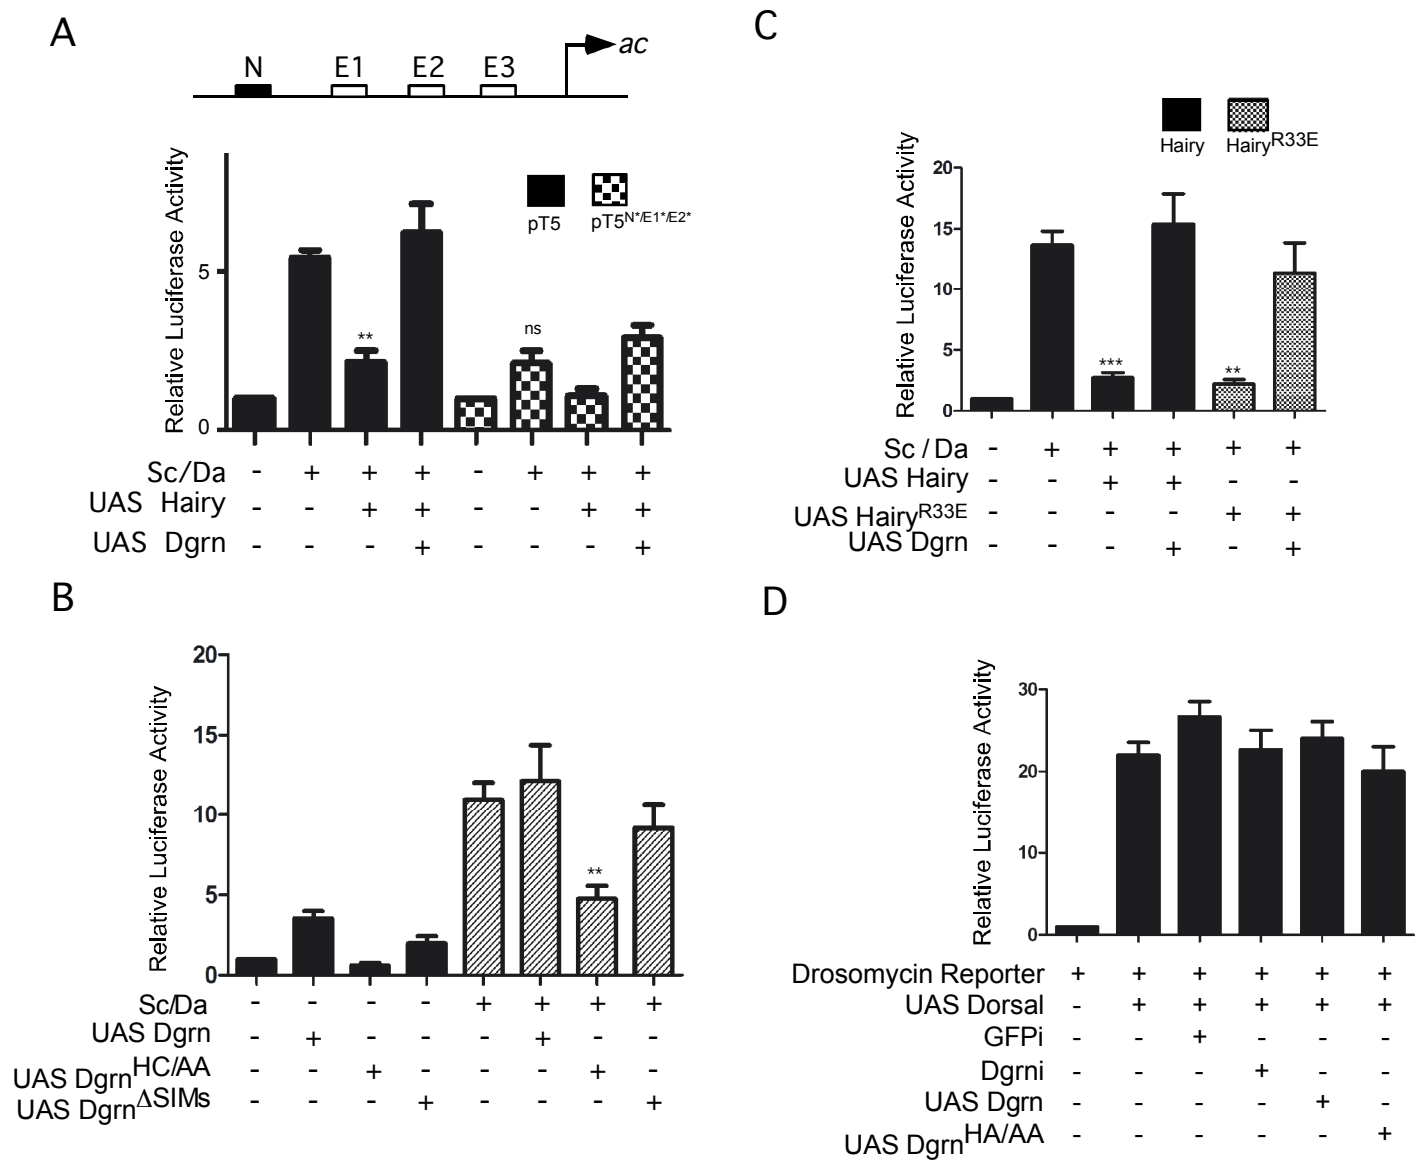 A
N E1 E2 E3 ac
Relative Luciferase Activity
5
0
pT5 pT5N*/E1*/E2*
** ns
Sc/Da - + + + - + + +
UAS Hairy - - + + - - + +
UAS Dgrn - - - + - - - +
B
Relative Luciferase Activity
20
15
10
5
0
**
Sc/Da - - - - + + + +
UAS Dgrn - + - - - + - -
UAS DgrnHC/AA - - + - - - + -
UAS DgrnΔSIMs - - - + - - - +
C
Hairy HairyR33E
Relative Luciferase Activity
20
15
10
5
0
*** **
Sc / Da - + + + + +
UAS Hairy - - + + - -
UAS HairyR33E - - - - + +
UAS Dgrn - - - + - +
D
Relative Luciferase Activity
30
20
10
0
Drosomycin Reporter + + + + + +
UAS Dorsal - + + + + +
GFPi - - + - - -
Dgrni - - - + - -
UAS Dgrn - - - - + -
UAS DgrnHA/AA - - - - - +